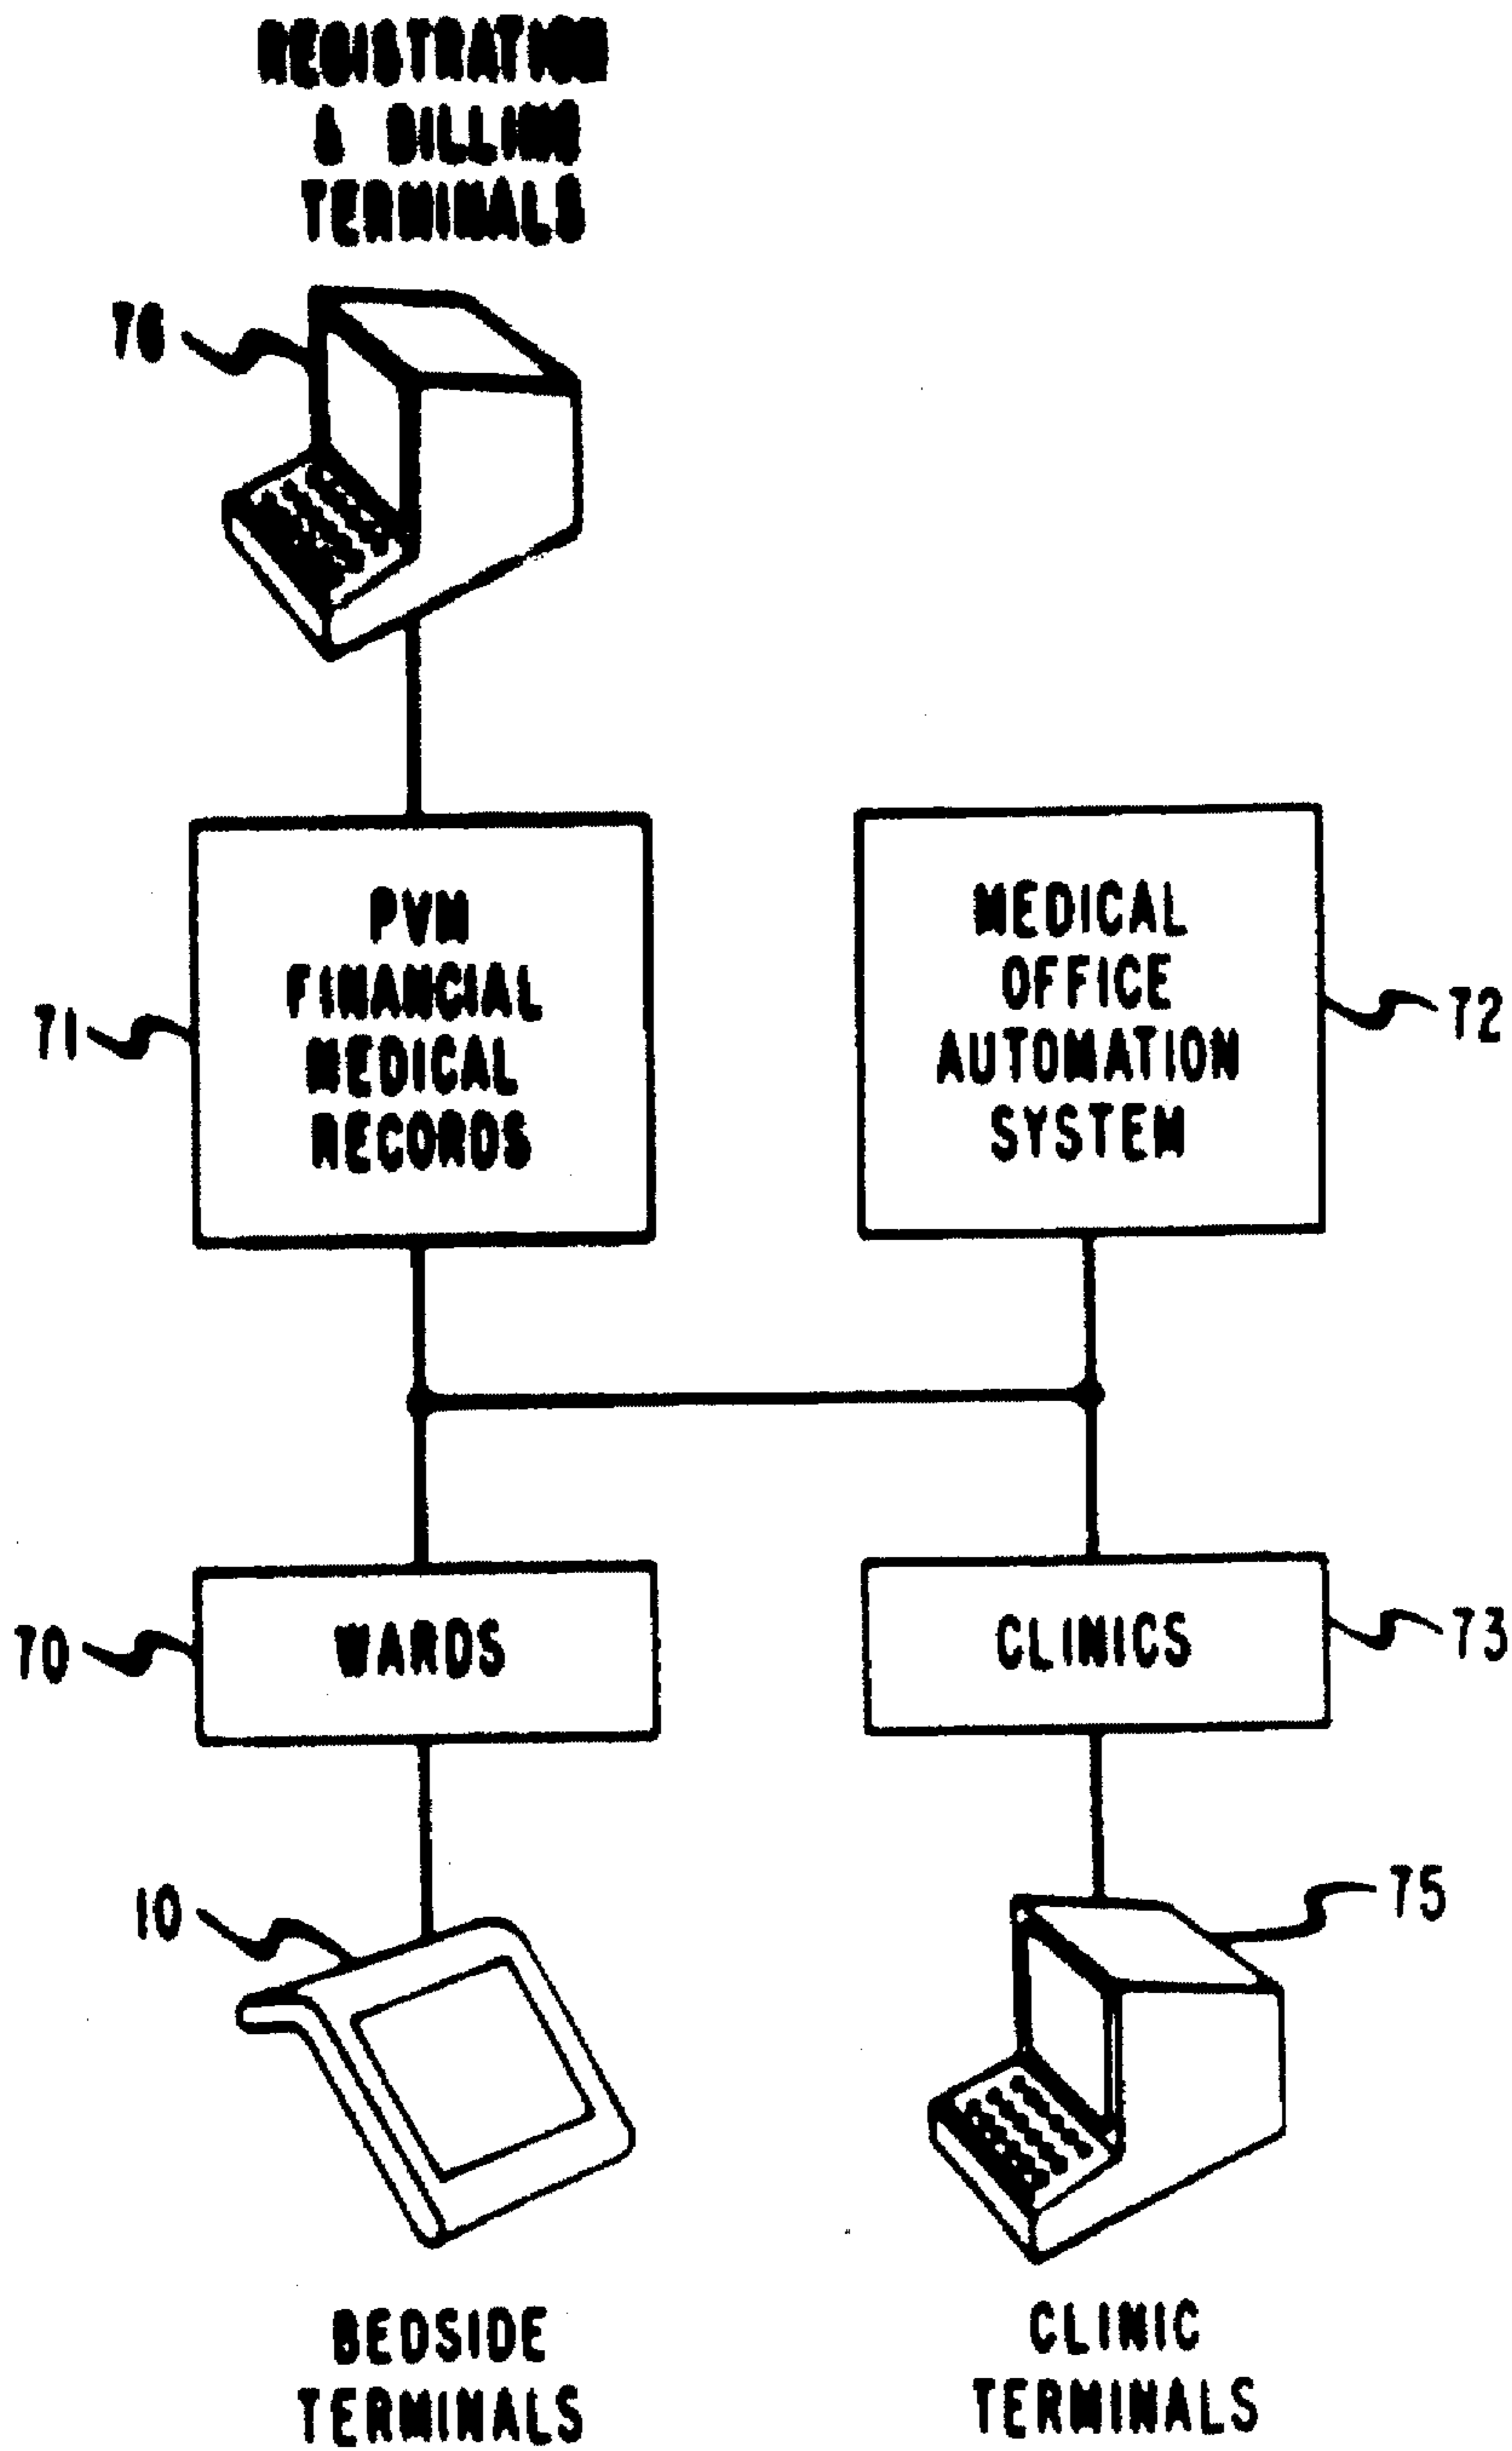 REGISTRATION
& BILLING
TERMINALS
76
PVM
FINANCIAL
MEDICAL
RECORDS
71
MEDICAL
OFFICE
AUTOMATION
SYSTEM
72
WARDS
70
CLINICS
73
10
75
BEDSIDE
TERMINALS
CLINIC
TERMINALS